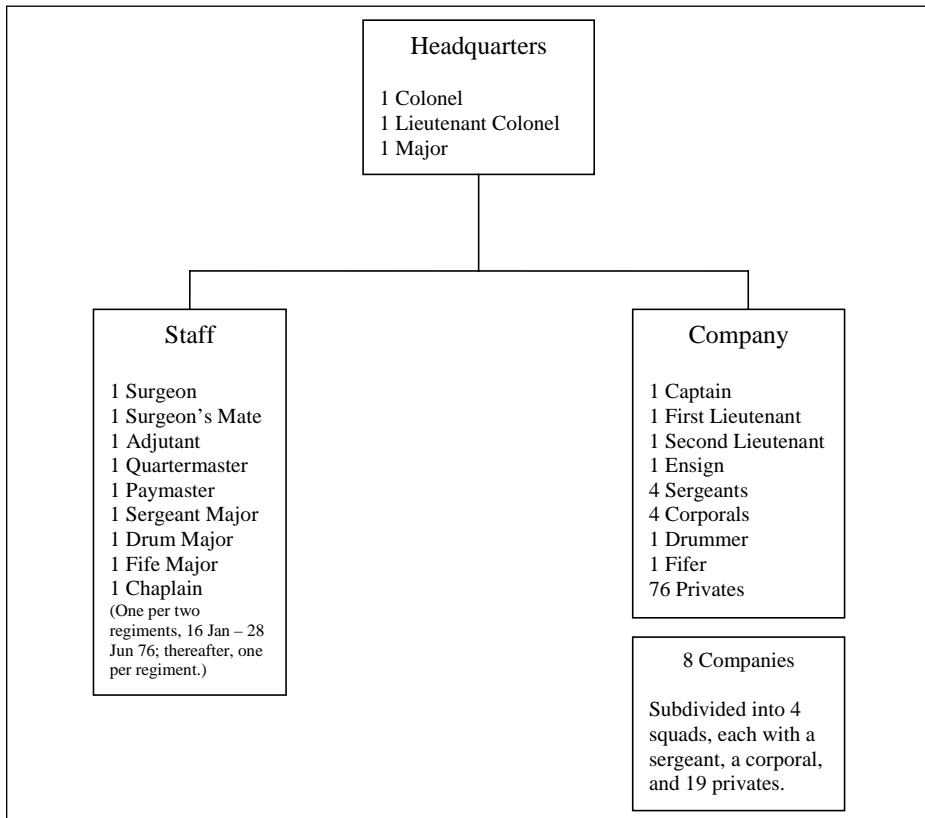 Headquarters
1 Colonel
1 Lieutenant Colonel
1 Major
Staff
1 Surgeon
1 Surgeon’s Mate
1 Adjutant
1 Quartermaster
1 Paymaster
1 Sergeant Major
1 Drum Major
1 Fife Major
1 Chaplain
(One per two
regiments, 16 Jan – 28
Jun 76; thereafter, one
per regiment.)
Company
1 Captain
1 First Lieutenant
1 Second Lieutenant
1 Ensign
4 Sergeants
4 Corporals
1 Drummer
1 Fifer
76 Privates
8 Companies
Subdivided into 4
squads, each with a
sergeant, a corporal,
and 19 privates.